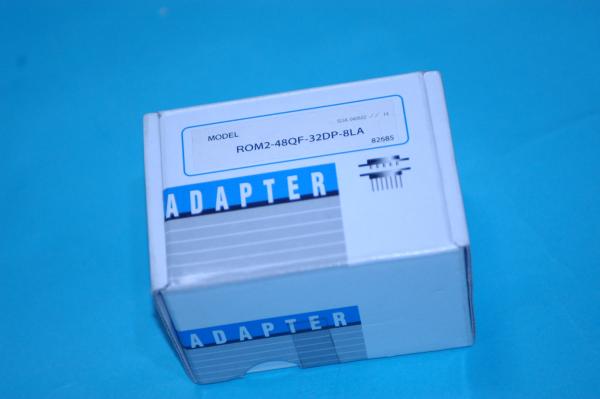 MODEL
ROM2-48QF-32DP-8LA
82585
ADAPTER
ADAPTER